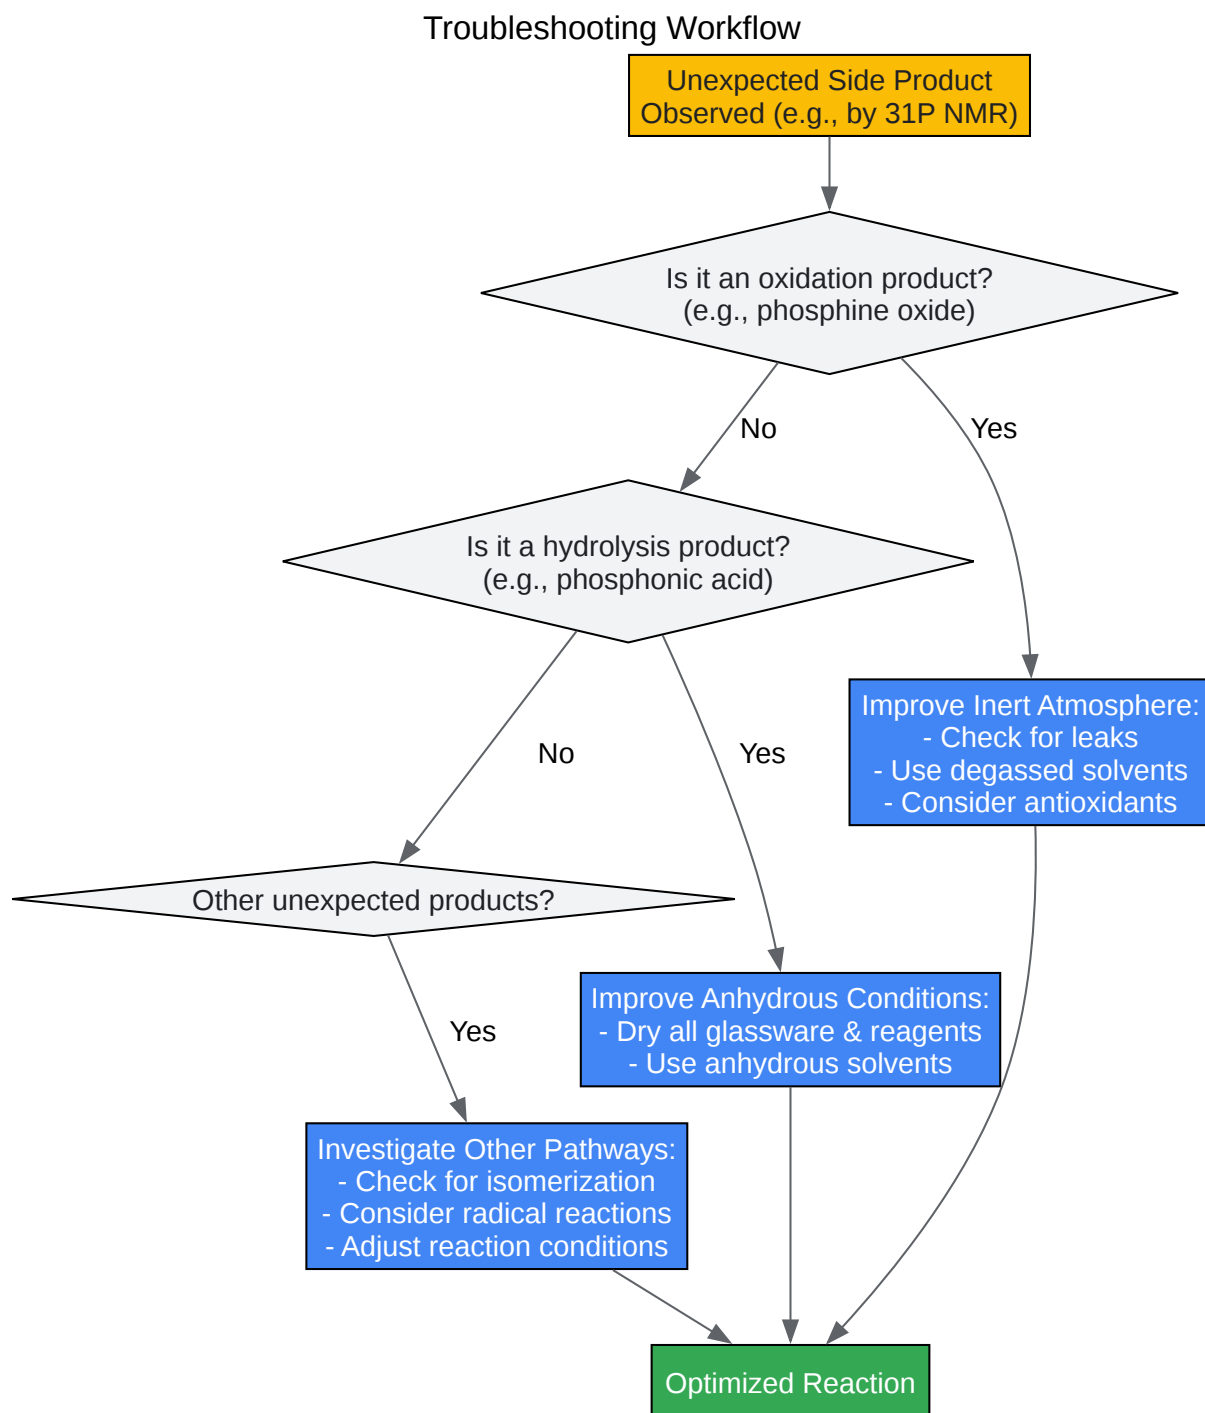 Troubleshooting Workflow
Unexpected Side Product
Observed (e.g., by 31P NMR)
Is it an oxidation product?
(e.g., phosphine oxide)
No
Yes
Is it a hydrolysis product?
(e.g., phosphonic acid)
Improve Inert Atmosphere:
- Check for leaks
- Use degassed solvents
- Consider antioxidants
No
Yes
Other unexpected products?
Improve Anhydrous Conditions:
- Dry all glassware & reagents
- Use anhydrous solvents
Yes
Investigate Other Pathways:
- Check for isomerization
- Consider radical reactions
- Adjust reaction conditions
Optimized Reaction